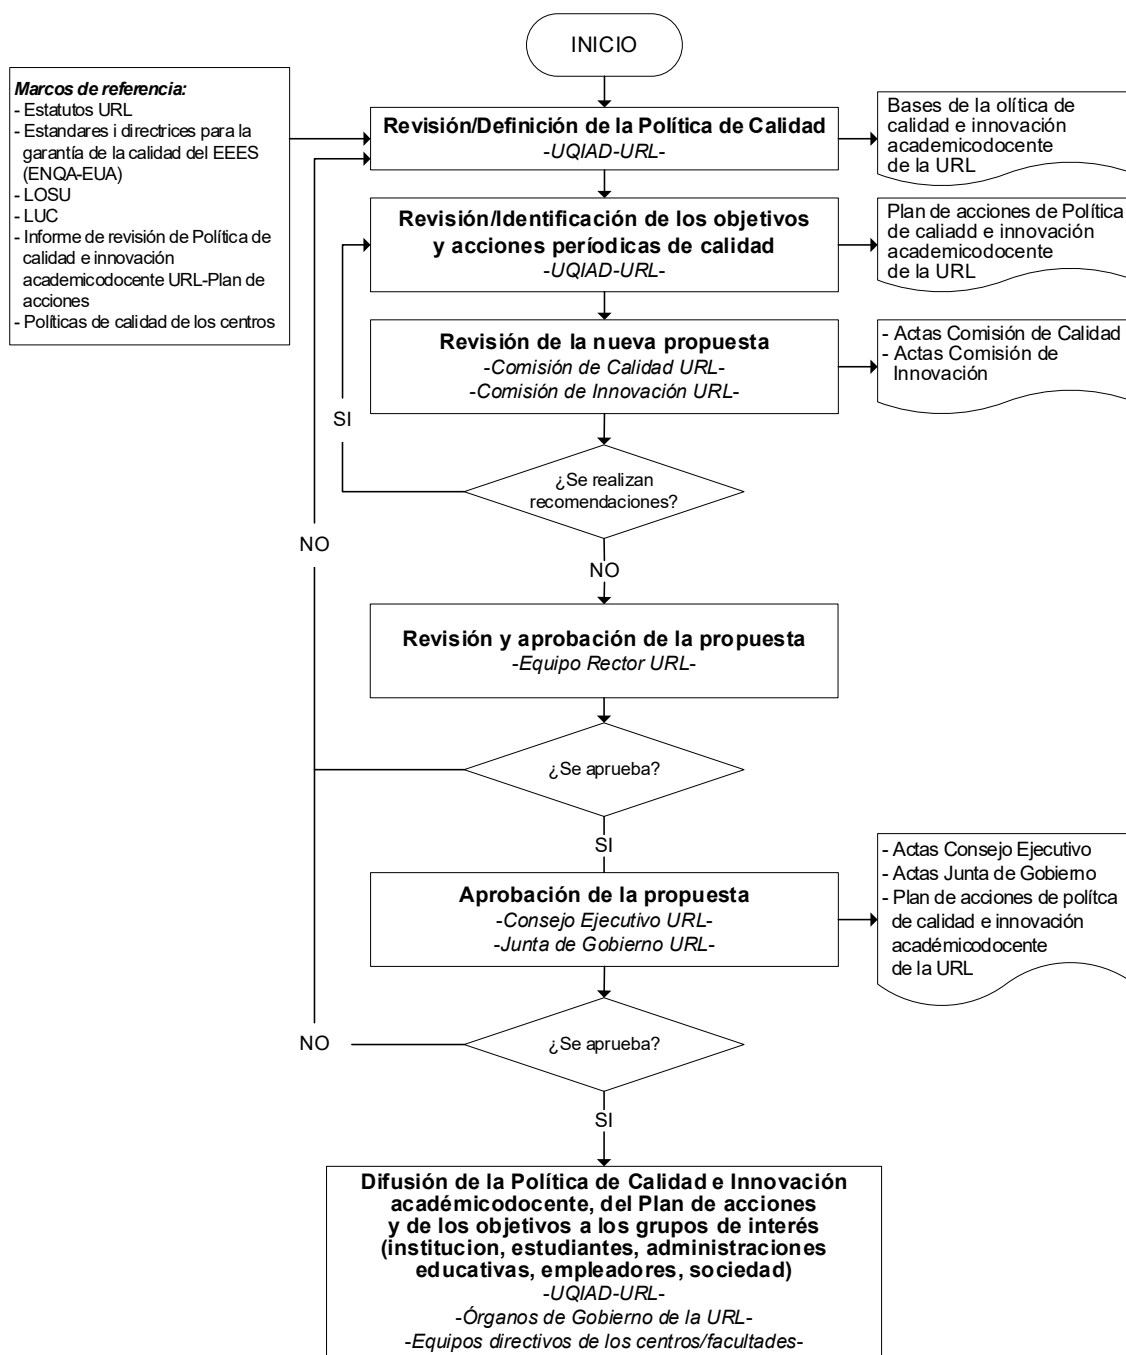 INICIO
Marcos de referencia:
- Estatutos URL
- Estandares i directrices para la
garantía de la calidad del EEES
(ENQA-EUA)
- LOSU
- LUC
- Informe de revisión de Política de
calidad e innovación
academicodocente URL-Plan de
acciones
- Políticas de calidad de los centros
Revisión/Definición de la Política de Calidad
-UQIAD-URL-
Bases de la olítica de
calidad e innovación
academicodocente
de la URL
Revisión/Identificación de los objetivos
y acciones períodicas de calidad
-UQIAD-URL-
Plan de acciones de Política
de caliadd e innovación
academicodocente
de la URL
Revisión de la nueva propuesta
-Comisión de Calidad URL-
-Comisión de Innovación URL-
- Actas Comisión de Calidad
- Actas Comisión de
Innovación
SI
¿Se realizan
recomendaciones?
NO
NO
Revisión y aprobación de la propuesta
-Equipo Rector URL-
¿Se aprueba?
SI
Aprobación de la propuesta
-Consejo Ejecutivo URL-
-Junta de Gobierno URL-
- Actas Consejo Ejecutivo
- Actas Junta de Gobierno
- Plan de acciones de polítca
de calidad e innovación
académicodocente
de la URL
NO
¿Se aprueba?
SI
Difusión de la Política de Calidad e Innovación
académicodocente, del Plan de acciones
y de los objetivos a los grupos de interés
(institucion, estudiantes, administraciones
educativas, empleadores, sociedad)
-UQIAD-URL-
-Órganos de Gobierno de la URL-
-Equipos directivos de los centros/facultades-